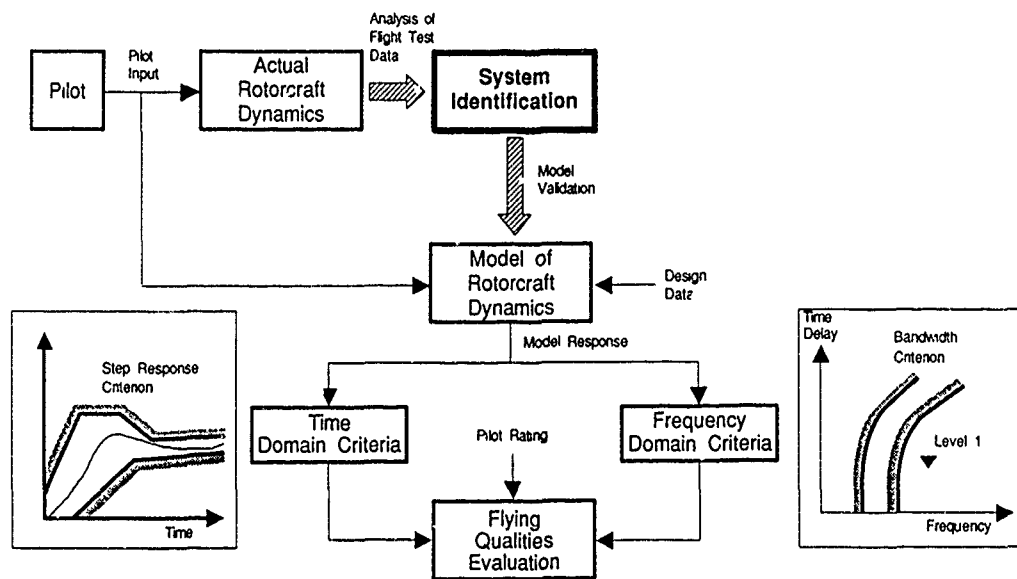 Analysis of
Flight Test
Data
Pilot
Input
Pilot
Actual
Rotorcraft
Dynamics
System
Identification
Model
Validation
Model of
Rotorcraft
Dynamics
Design
Data
Model Response
Step Response
Criterion
Time
Time
Domain Criteria
Pilot Rating
Frequency
Domain Criteria
Flying
Qualities
Evaluation
Time
Delay
Bandwidth
Criterion
Level 1
Frequency